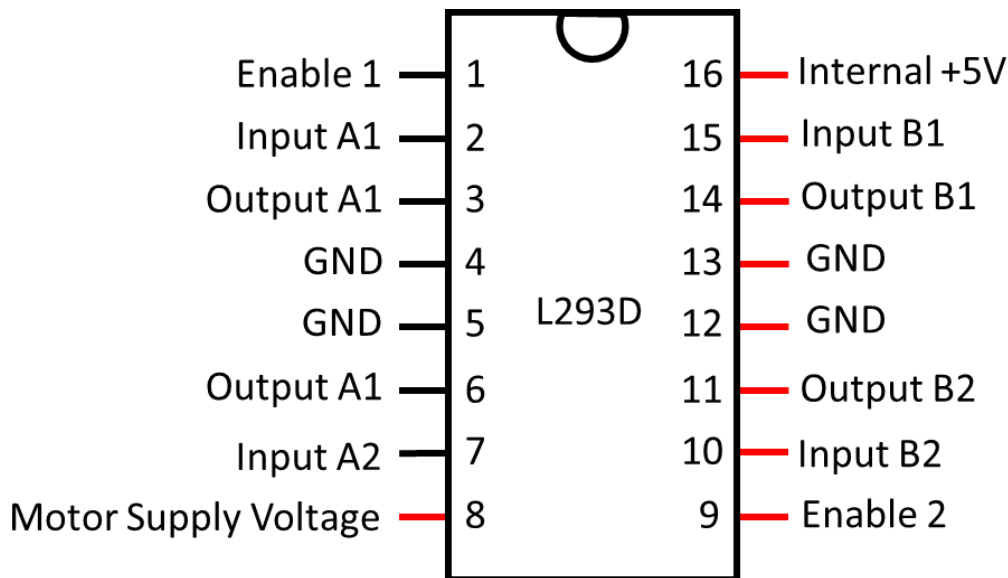 Enable 1 1 16 Internal +5V
Input A1 2 15 Input B1
Output A1 3 14 Output B1
GND 4 13 GND
L293D
GND 5 12 GND
Output A1 6 11 Output B2
Input A2 7 10 Input B2
Motor Supply Voltage 8 9 Enable 2